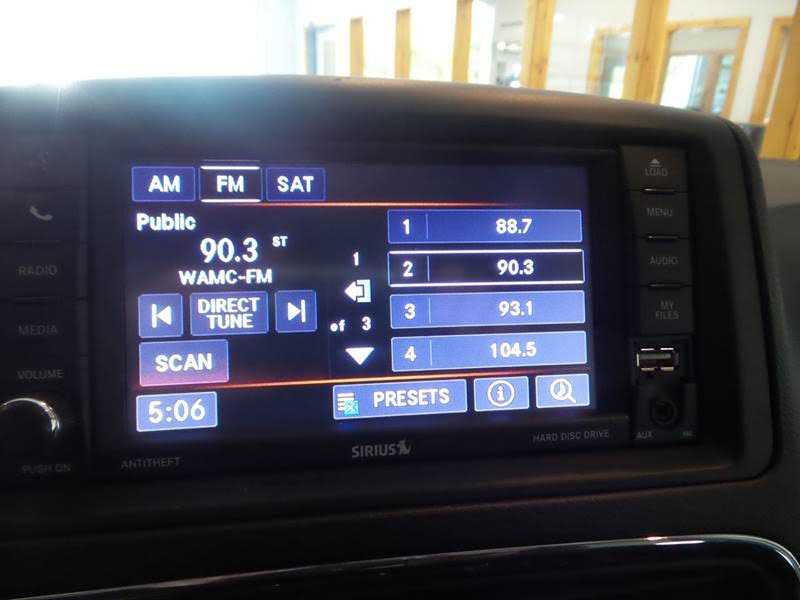 AM FM SAT
Public
90.3 ST
WAMC-FM
DIRECT
TUNE
SCAN
5:06
1
of 3
1 88.7
2 90.3
3 93.1
4 104.5
PRESETS
RADIO
MEDIA
VOLUME
PUSH ON
LOAD
MENU
AUDIO
MY
FILES
AUX
ANTITHEFT
SIRIUS
HARD DISC DRIVE